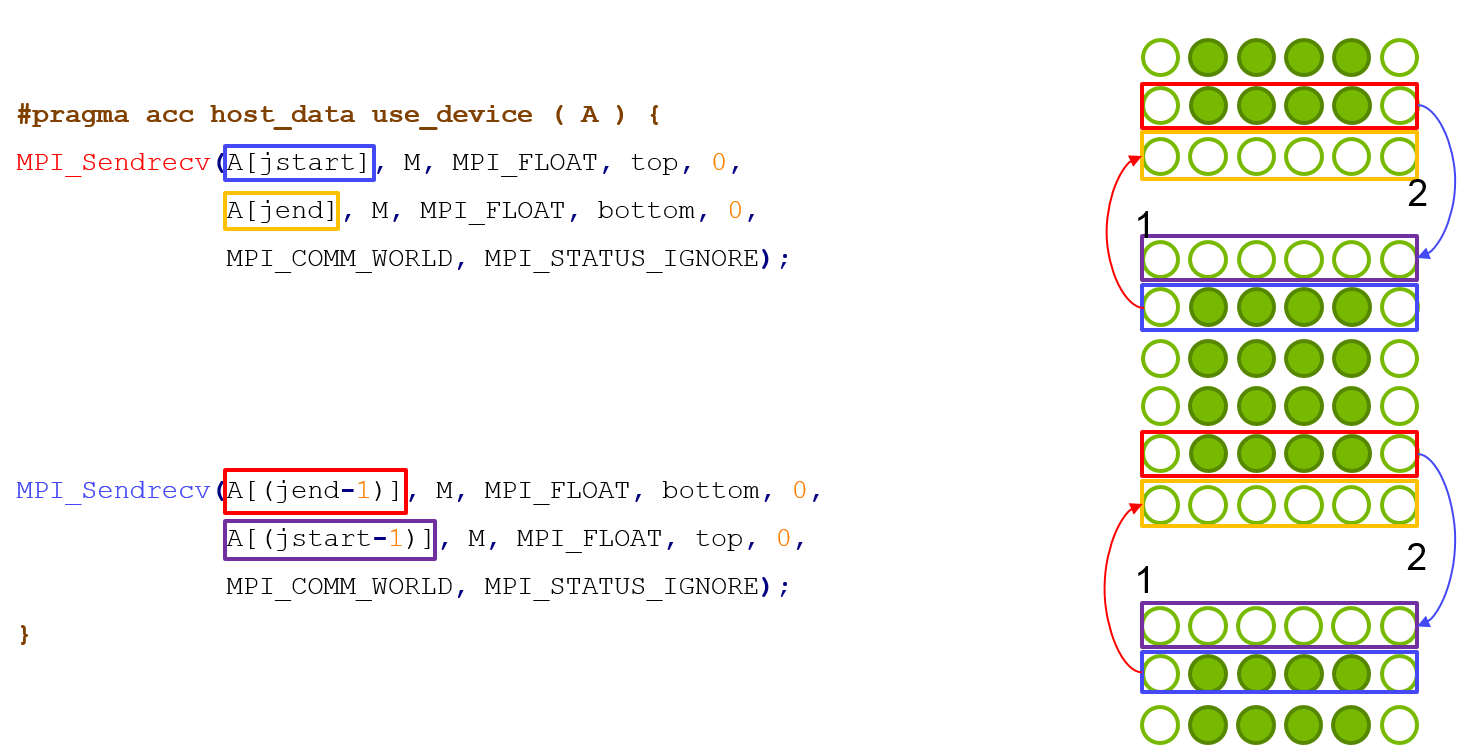 #pragma acc host_data use_device ( A ) {
MPI_Sendrecv(A[jstart], M, MPI_FLOAT, top, 0,
A[jend], M, MPI_FLOAT, bottom, 0,
MPI_COMM_WORLD, MPI_STATUS_IGNORE);
MPI_Sendrecv(A[(jend-1)], M, MPI_FLOAT, bottom, 0,
A[(jstart-1)], M, MPI_FLOAT, top, 0,
MPI_COMM_WORLD, MPI_STATUS_IGNORE);
}
2
1
2
1